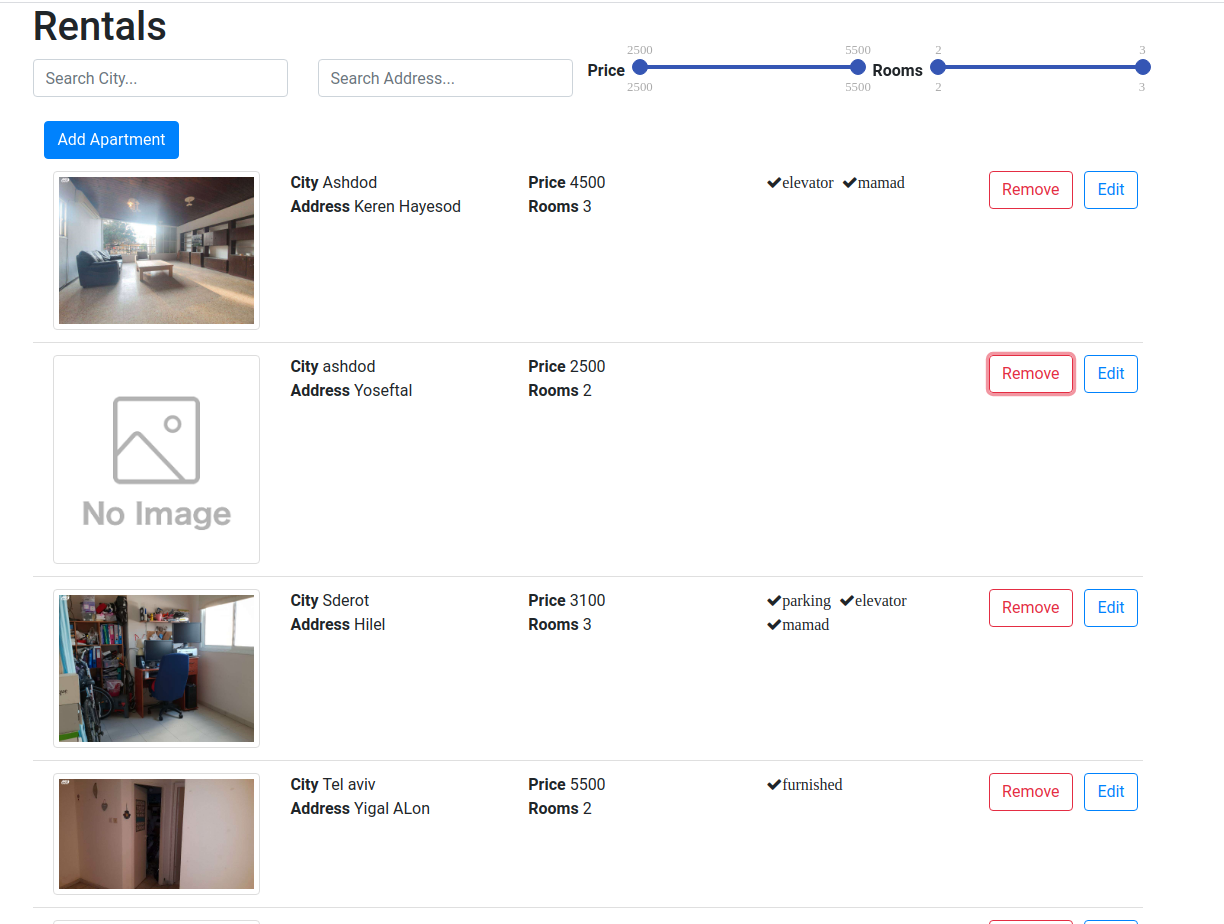 Rentals
Search City...
Search Address...
Price
2500
5500
2500
5500
Rooms
2
3
2
3
Add Apartment
City Ashdod
Address Keren Hayesod
Price 4500
Rooms 3
✔elevator ✔mamad
Remove
Edit
No Image
City ashdod
Address Yoseftal
Price 2500
Rooms 2
Remove
Edit
City Sderot
Address Hilel
Price 3100
Rooms 3
✔parking ✔elevator
✔mamad
Remove
Edit
City Tel aviv
Address Yigal ALon
Price 5500
Rooms 2
✔furnished
Remove
Edit